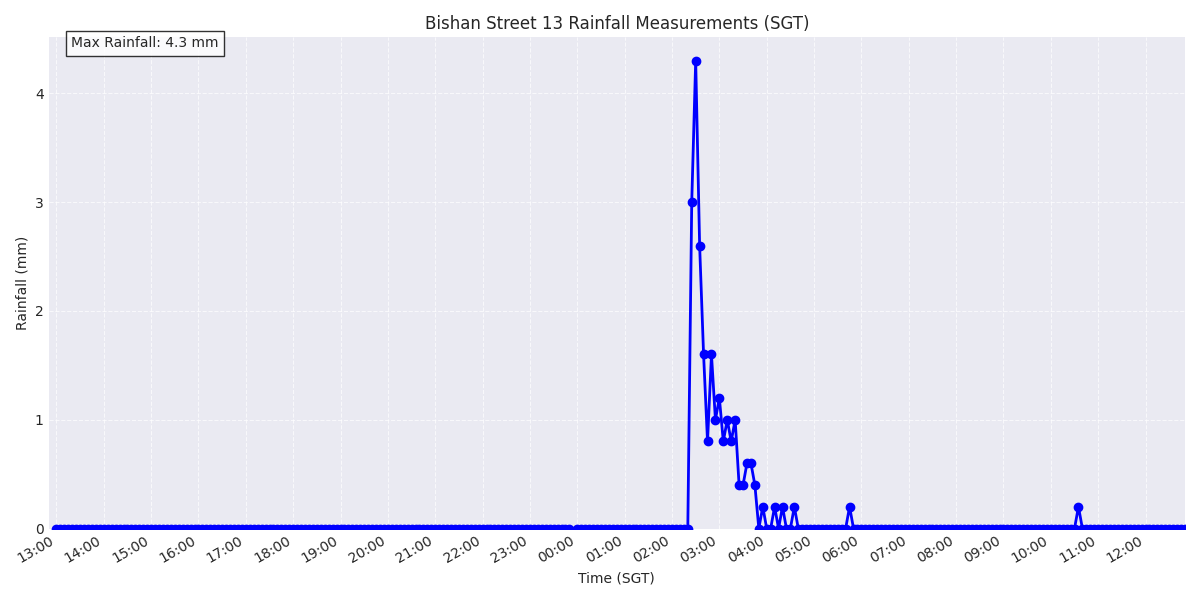 Bishan Street 13 Rainfall Measurements (SGT)
Max Rainfall: 4.3 mm
Rainfall (mm)
4
3
2
1
0
13:00 14:00 15:00 16:00 17:00 18:00 19:00 20:00 21:00 22:00 23:00 00:00 01:00 02:00 03:00 04:00 05:00 06:00 07:00 08:00 09:00 10:00 11:00 12:00
Time (SGT)